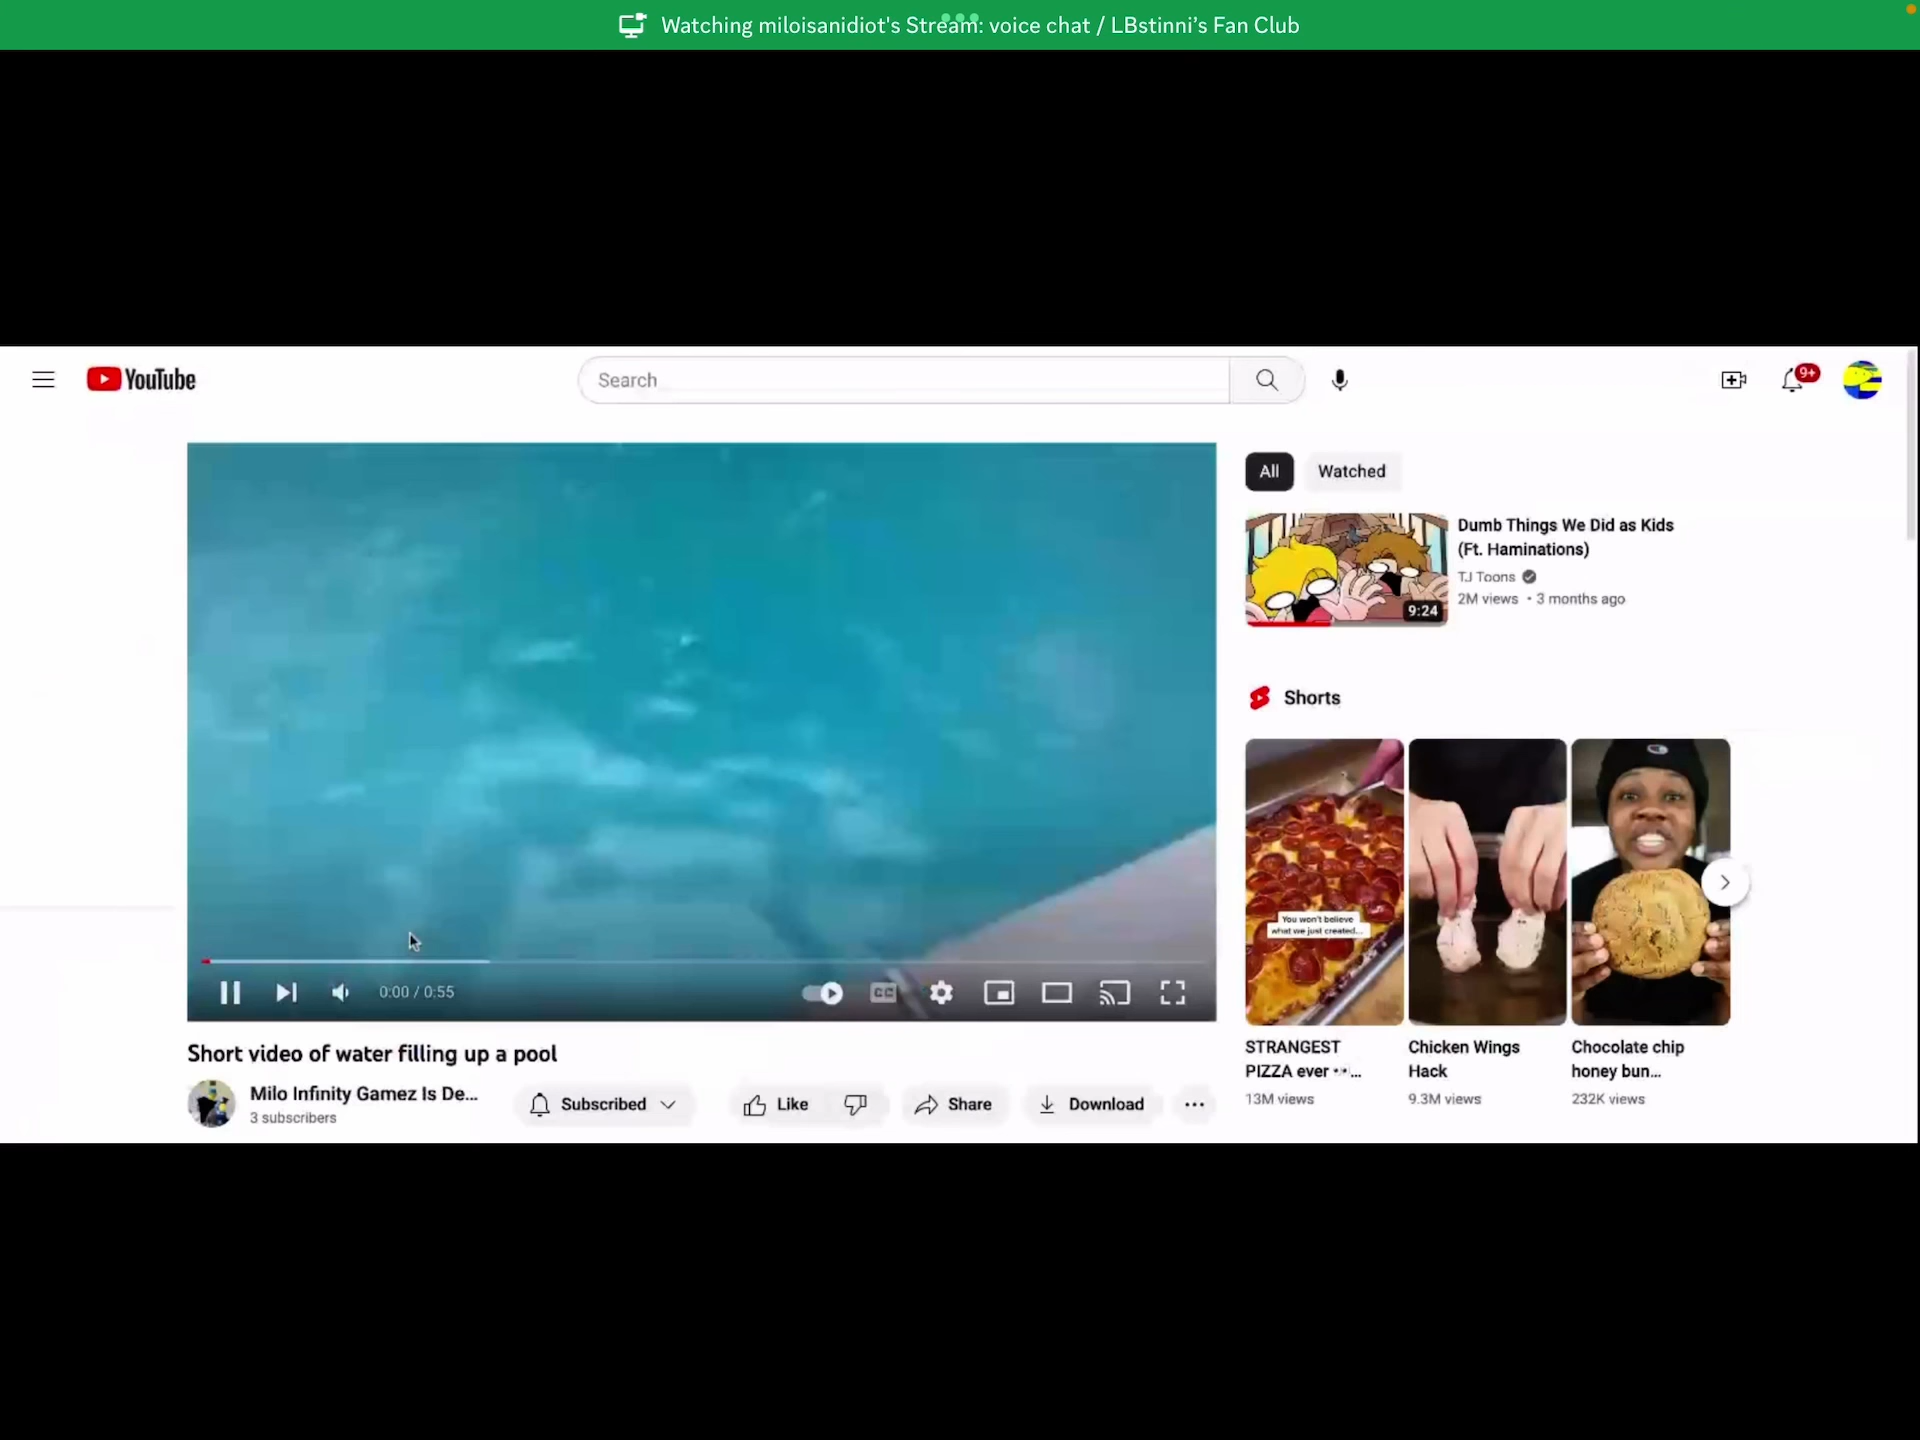 Watching miloisanidiot's Stream: voice chat / LBstinni’s Fan Club
YouTube
Search
9+
All
Watched
Dumb Things We Did as Kids
(Ft. Haminations)
TJ Toons
2M views • 3 months ago
9:24
Shorts
You won't believe
what we just created...
0:00 / 0:55
CC
Short video of water filling up a pool
Milo Infinity Gamez Is De...
3 subscribers
Subscribed
Like
Share
Download
STRANGEST
PIZZA ever 👀...
13M views
Chicken Wings
Hack
9.3M views
Chocolate chip
honey bun...
232K views